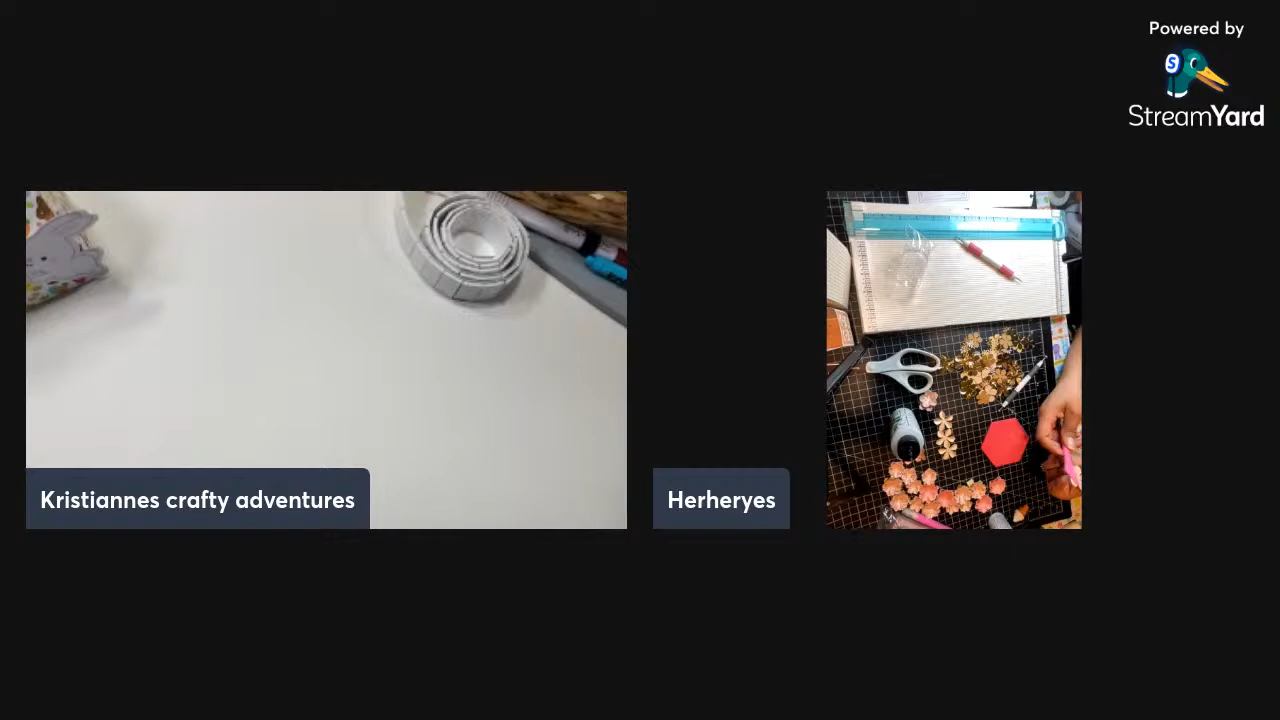 Powered by
S
StreamYard
Kristiannes crafty adventures
Herheryes